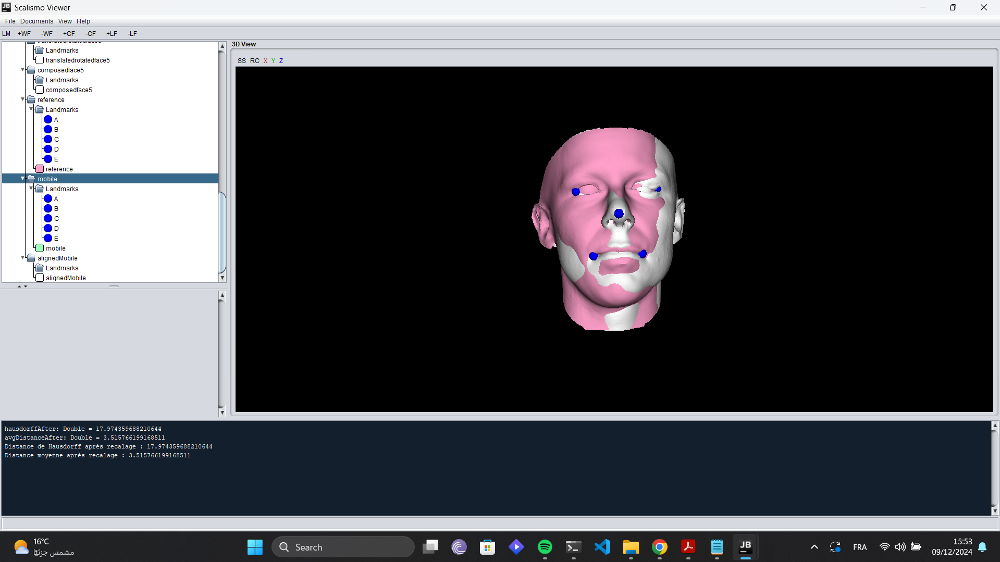 JB Scalismo Viewer
File Documents View Help
LM +WF -WF +CF -CF +LF -LF
translatedrotatedface5
Landmarks
translatedrotatedface5
composedface5
Landmarks
composedface5
reference
Landmarks
A
B
C
D
E
reference
mobile
Landmarks
A
B
C
D
E
mobile
alignedMobile
Landmarks
alignedMobile
3D View
SS RC X Y Z
hausdorffAfter: Double = 17.974359688210644
avgDistanceAfter: Double = 3.515766199168511
Distance de Hausdorff après recalage : 17.974359688210644
Distance moyenne après recalage : 3.515766199168511
16°C
مشمس جزئيًا
Search
JB
FRA
15:53
09/12/2024